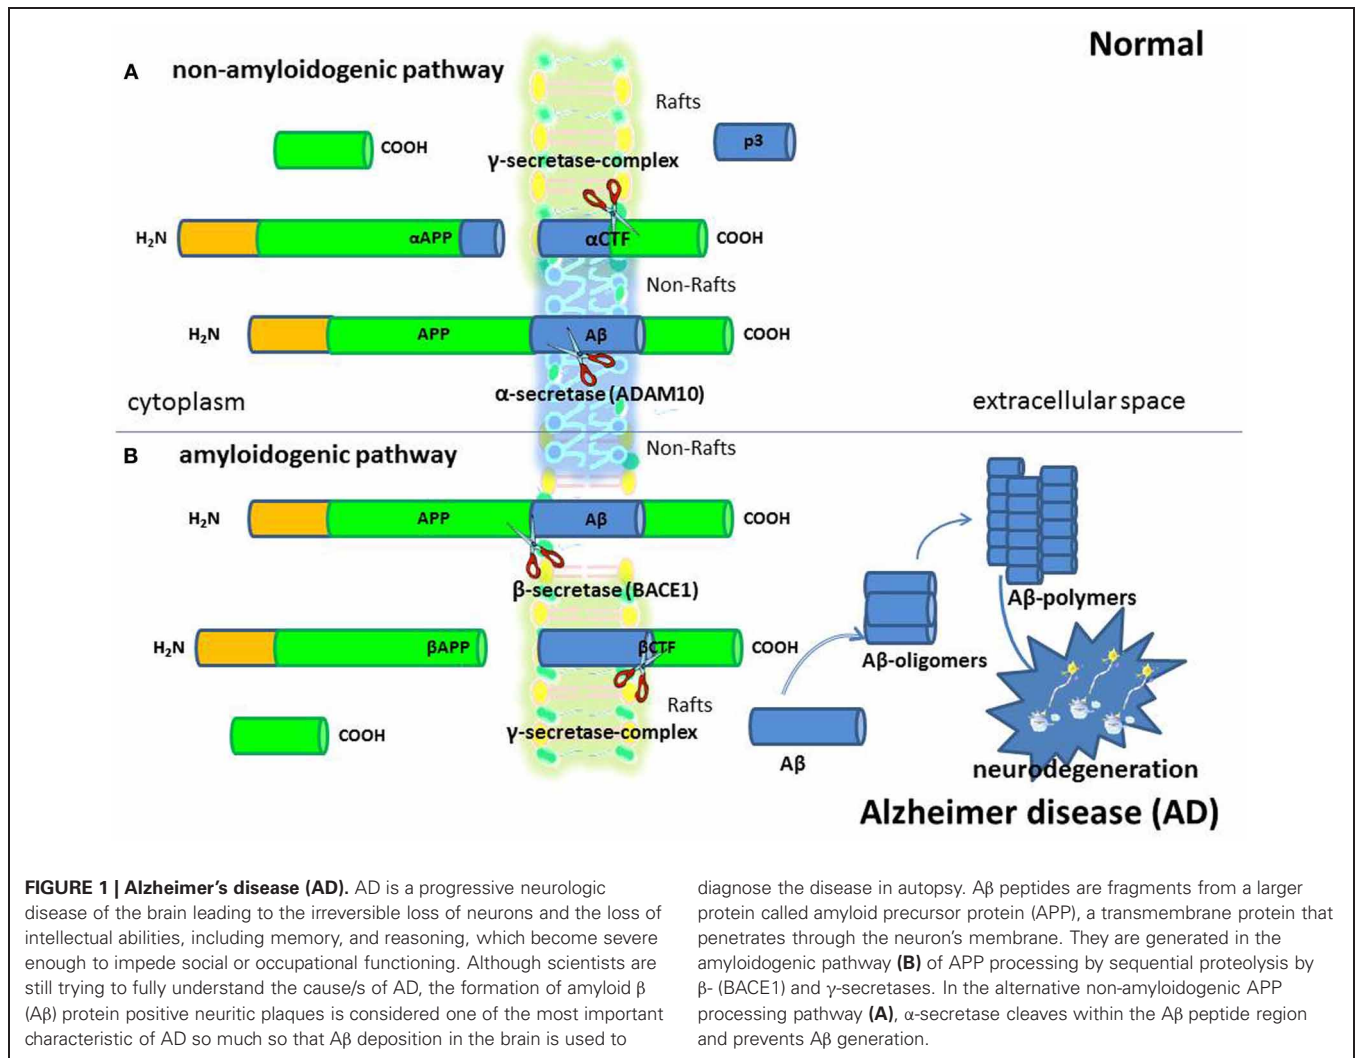 Normal
A non-amyloidogenic pathway
Rafts
COOH
p3
γ-secretase-complex
H₂N
αAPP
αCTF
COOH
Non-Rafts
H₂N
APP
Aβ
COOH
α-secretase (ADAM10)
cytoplasm
extracellular space
B amyloidogenic pathway
Non-Rafts
H₂N
APP
Aβ
COOH
β-secretase (BACE1)
Aβ-polymers
H₂N
βAPP
βCTF
COOH
Aβ-oligomers
Rafts
COOH
γ-secretase-complex
Aβ
neurodegeneration
Alzheimer disease (AD)
FIGURE 1 | Alzheimer's disease (AD). AD is a progressive neurologic
disease of the brain leading to the irreversible loss of neurons and the loss of
intellectual abilities, including memory, and reasoning, which become severe
enough to impede social or occupational functioning. Although scientists are
still trying to fully understand the cause/s of AD, the formation of amyloid β
(Aβ) protein positive neuritic plaques is considered one of the most important
characteristic of AD so much so that Aβ deposition in the brain is used to
diagnose the disease in autopsy. Aβ peptides are fragments from a larger
protein called amyloid precursor protein (APP), a transmembrane protein that
penetrates through the neuron's membrane. They are generated in the
amyloidogenic pathway (B) of APP processing by sequential proteolysis by
β- (BACE1) and γ-secretases. In the alternative non-amyloidogenic APP
processing pathway (A), α-secretase cleaves within the Aβ peptide region
and prevents Aβ generation.